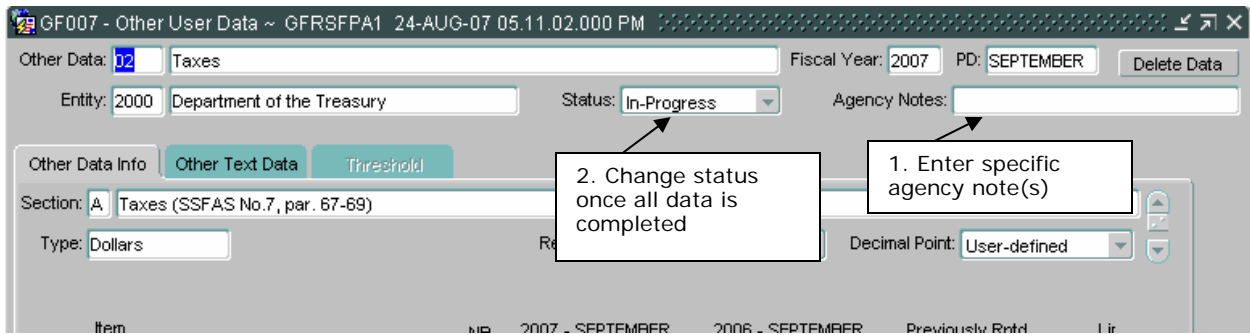 GF007 - Other User Data ~ GFRSFPA1 24-AUG-07 05.11.02.000 PM
Other Data: 02 Taxes Fiscal Year: 2007 PD: SEPTEMBER Delete Data
Entity: 2000 Department of the Treasury Status: In-Progress Agency Notes:
Other Data Info Other Text Data Threshold
2. Change status
once all data is
completed
1. Enter specific
agency note(s)
Section: A Taxes (SSFAS No.7, par. 67-69)
Type: Dollars Decimal Point: User-defined
Item NB 2007 - SEPTEMBER 2006 - SEPTEMBER Previously Rptd